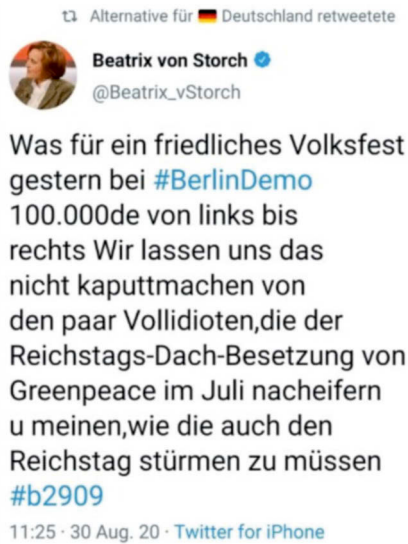 Alternative für 🇩🇪 Deutschland retweetete
Beatrix von Storch
@Beatrix_vStorch
Was für ein friedliches Volksfest
gestern bei #BerlinDemo
100.000de von links bis
rechts Wir lassen uns das
nicht kaputtmachen von
den paar Vollidioten,die der
Reichstags-Dach-Besetzung von
Greenpeace im Juli nacheifern
u meinen,wie die auch den
Reichstag stürmen zu müssen
#b2909
11:25 · 30 Aug. 20 · Twitter for iPhone